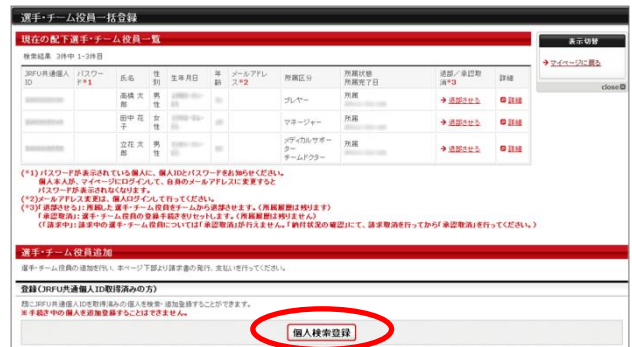 選手・チーム役員一括登録
現在の配下選手・チーム役員一覧
検索結果 3件中 1-3件目
JRFU共通個人ID パスワード*1 氏名 性別 生年月日 年齢 メールアドレス*2 所属区分 所属状態 所属完了日 退部/承認取消*3 詳細
高橋 太郎 男性 プレヤー 所属 退部させる 詳細
田中 花子 女性 マネージャー 所属 退部させる 詳細
立花 太郎 男性 メディカルサポーター チームドクター 所属 退部させる 詳細
(*1) パスワードが表示されている個人に、個人IDとパスワードをお知らせください。
個人本人が、マイページにログインして、自身のメールアドレスに変更すると
パスワードが表示されなくなります。
(*2)メールアドレス変更は、個人ログインして行ってください。
(*3)「退部させる」:所属した選手・チーム役員をチームから退部させます。(所属履歴は残ります)
「承認取消」:選手・チーム役員の登録手続きをリセットします。(所属履歴は残りません)
(「請求中」:請求中の選手・チーム役員については「承認取消」が行えません。「納付状況の確認」にて、請求取消を行ってから「承認取消」を行ってください。)
表示切替
マイページに戻る
close
選手・チーム役員追加
選手・チーム役員の追加を行い、本ページ下部より請求書の発行、支払いを行ってください。
登録(JRFU共通個人ID取得済みの方)
既にJRFU共通個人IDを取得済みの個人を検索・追加登録することができます。
※ 手続き中の個人を追加登録することはできません。
個人検索登録